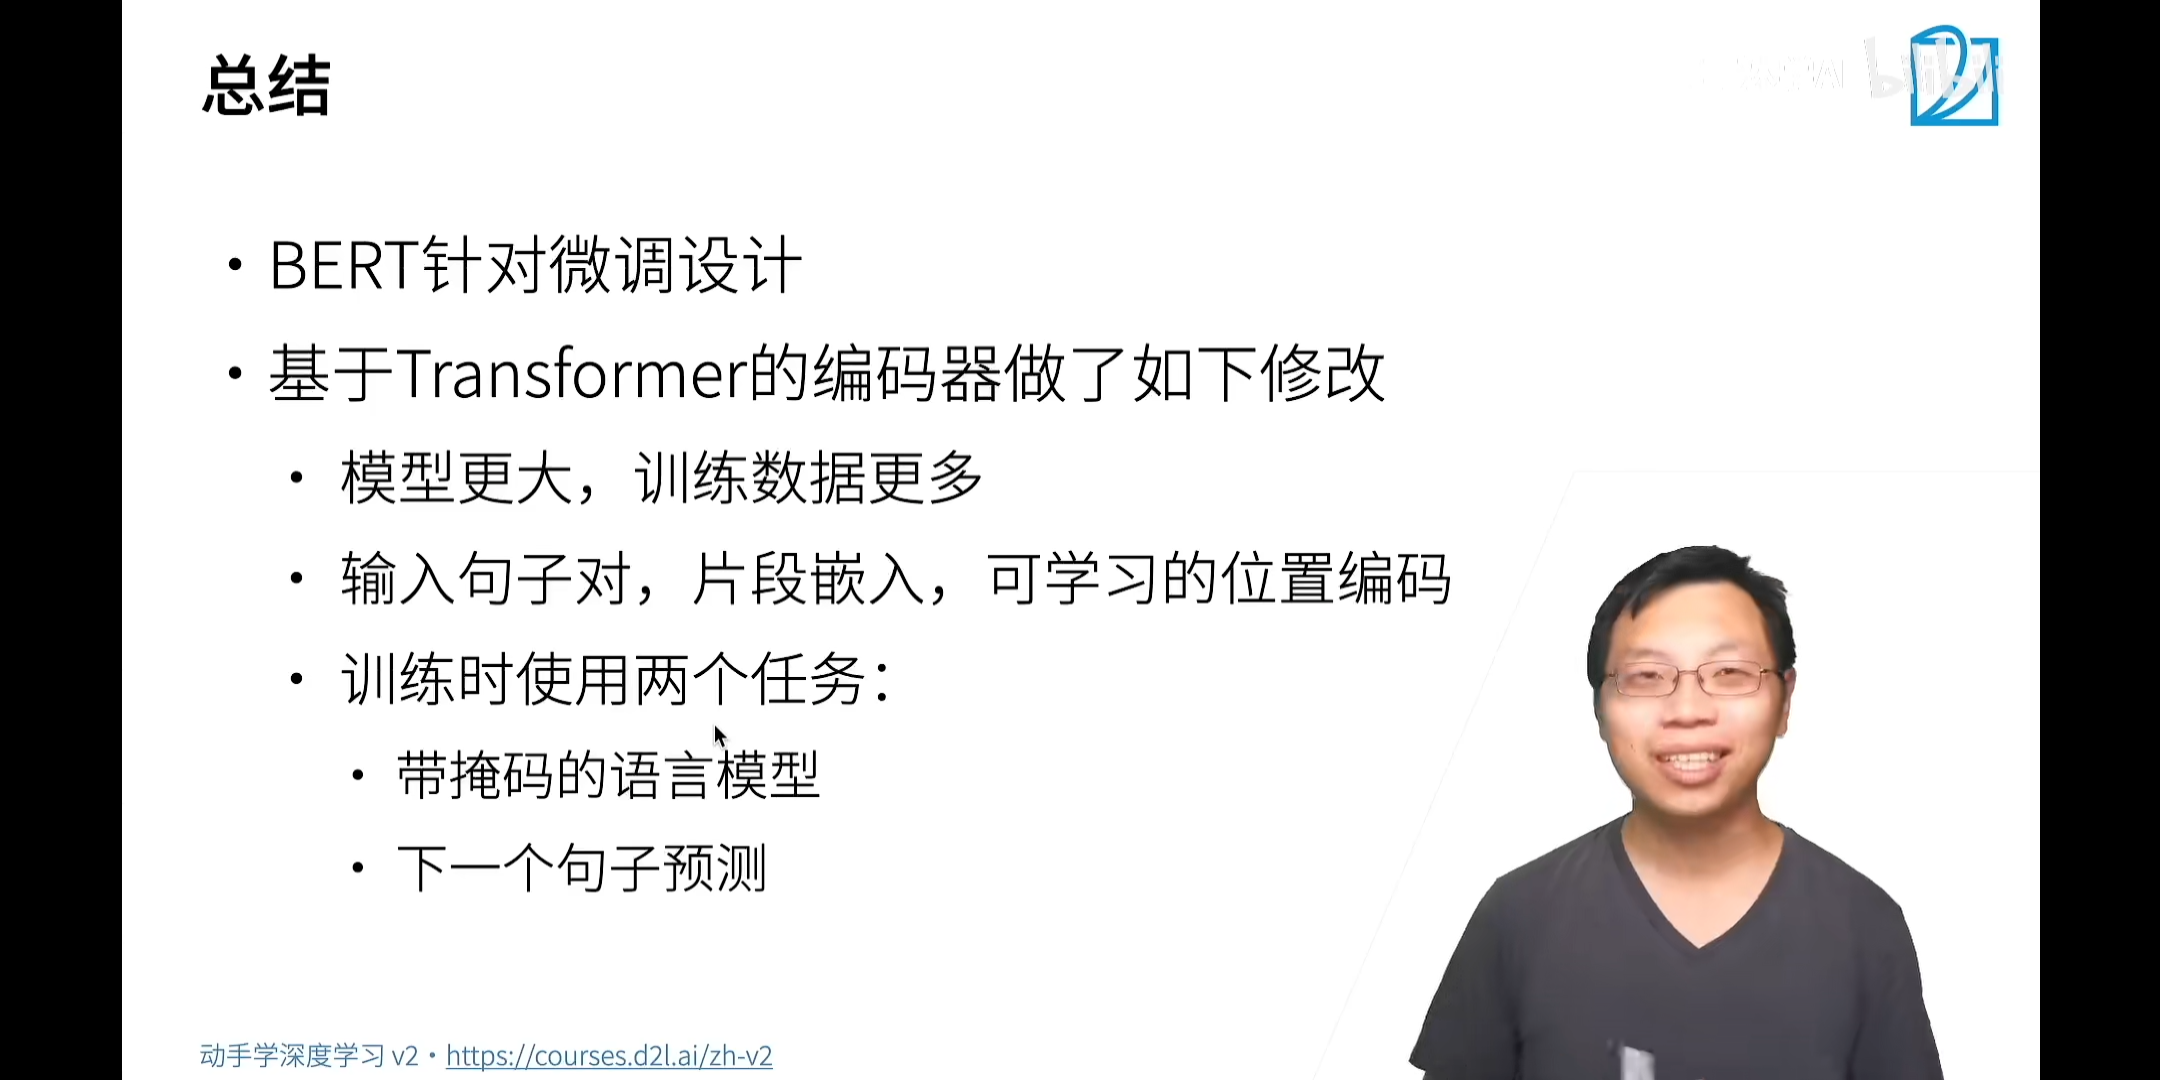 总结
• BERT针对微调设计
• 基于Transformer的编码器做了如下修改
• 模型更大，训练数据更多
• 输入句子对，片段嵌入，可学习的位置编码
• 训练时使用两个任务：
• 带掩码的语言模型
• 下一个句子预测
动手学深度学习 v2 • https://courses.d2l.ai/zh-v2